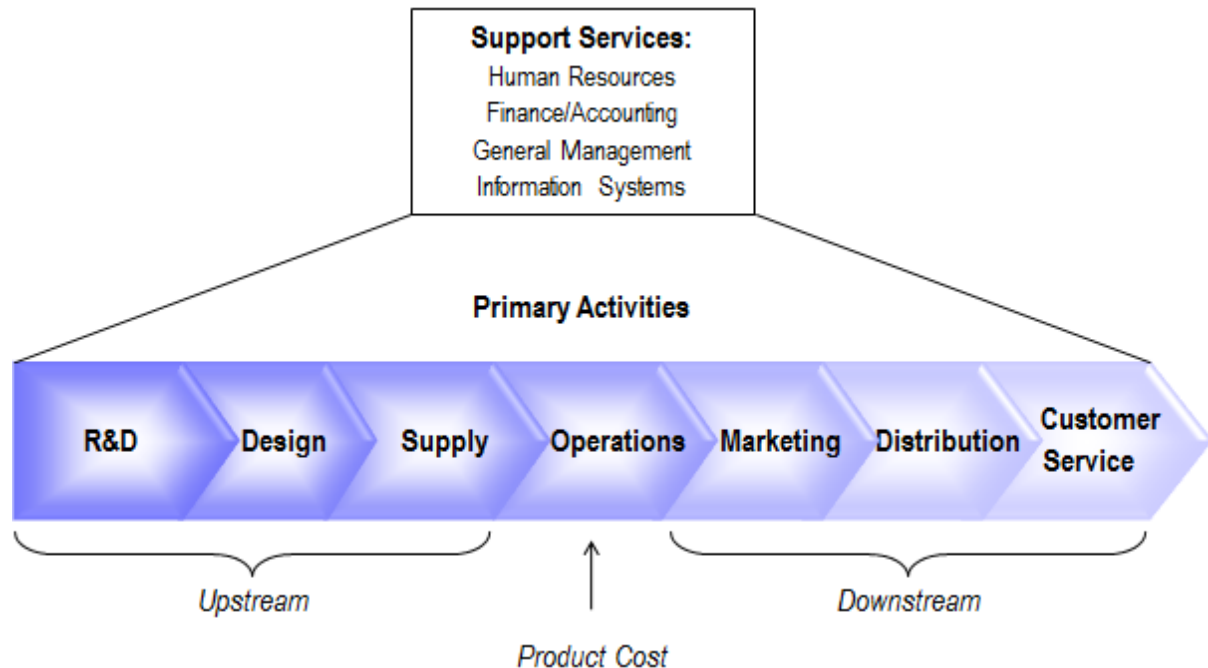 Support Services:
Human Resources
Finance/Accounting
General Management
Information Systems
Primary Activities
R&D
Design
Supply
Operations
Marketing
Distribution
Customer
Service
Upstream
Downstream
Product Cost